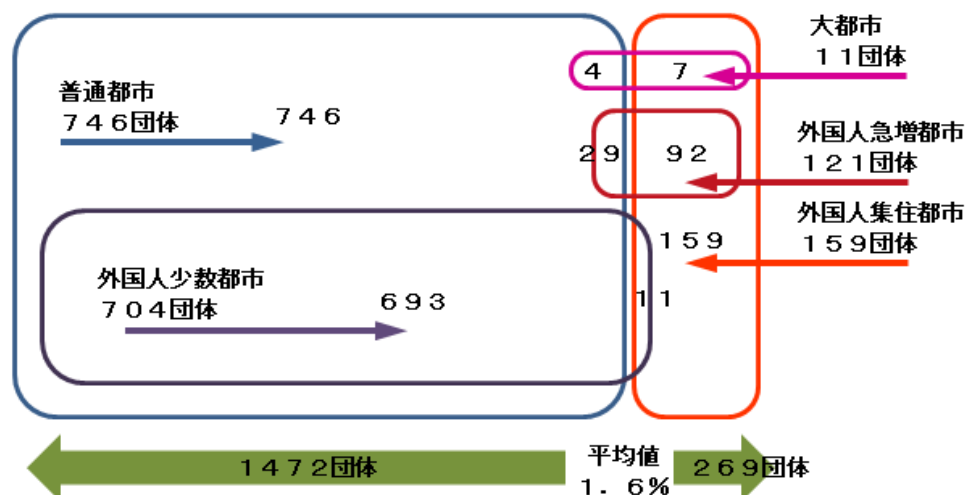 大都市
１１団体
４
７
普通都市
７４６団体
７４６
外国人急増都市
１２１団体
２９
９２
外国人集住都市
１５９団体
１５９
外国人少数都市
７０４団体
６９３
１１
１４７２団体
平均値
１．６％
２６９団体